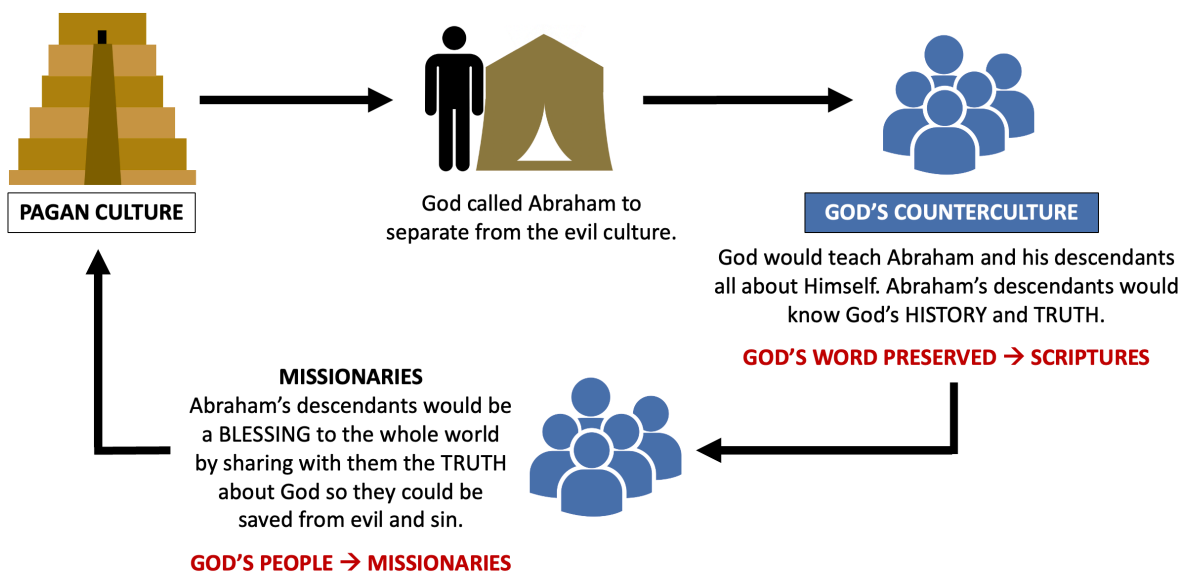 PAGAN CULTURE
God called Abraham to
separate from the evil culture.
GOD’S COUNTERCULTURE
God would teach Abraham and his descendants
all about Himself. Abraham’s descendants would
know God’s HISTORY and TRUTH.
GOD’S WORD PRESERVED → SCRIPTURES
MISSIONARIES
Abraham’s descendants would be
a BLESSING to the whole world
by sharing with them the TRUTH
about God so they could be
saved from evil and sin.
GOD’S PEOPLE → MISSIONARIES